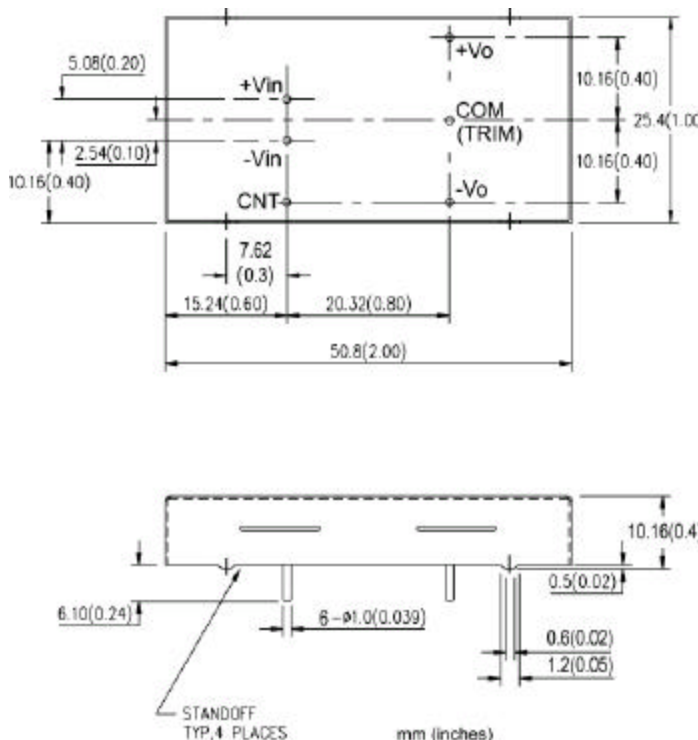 5.08(0.20)
+Vin
+Vo
10.16(0.40)
COM
(TRIM)
25.4(1.00
2.54(0.10)
-Vin
10.16(0.40)
10.16(0.40)
CNT
-Vo
7.62
(0.3)
15.24(0.60)
20.32(0.80)
50.8(2.00)
10.16(0.4
0.5(0.02)
6.10(0.24)
6-ø1.0(0.039)
0.6(0.02)
1.2(0.05)
STANDOFF
TYP,4 PLACES
mm (inches)